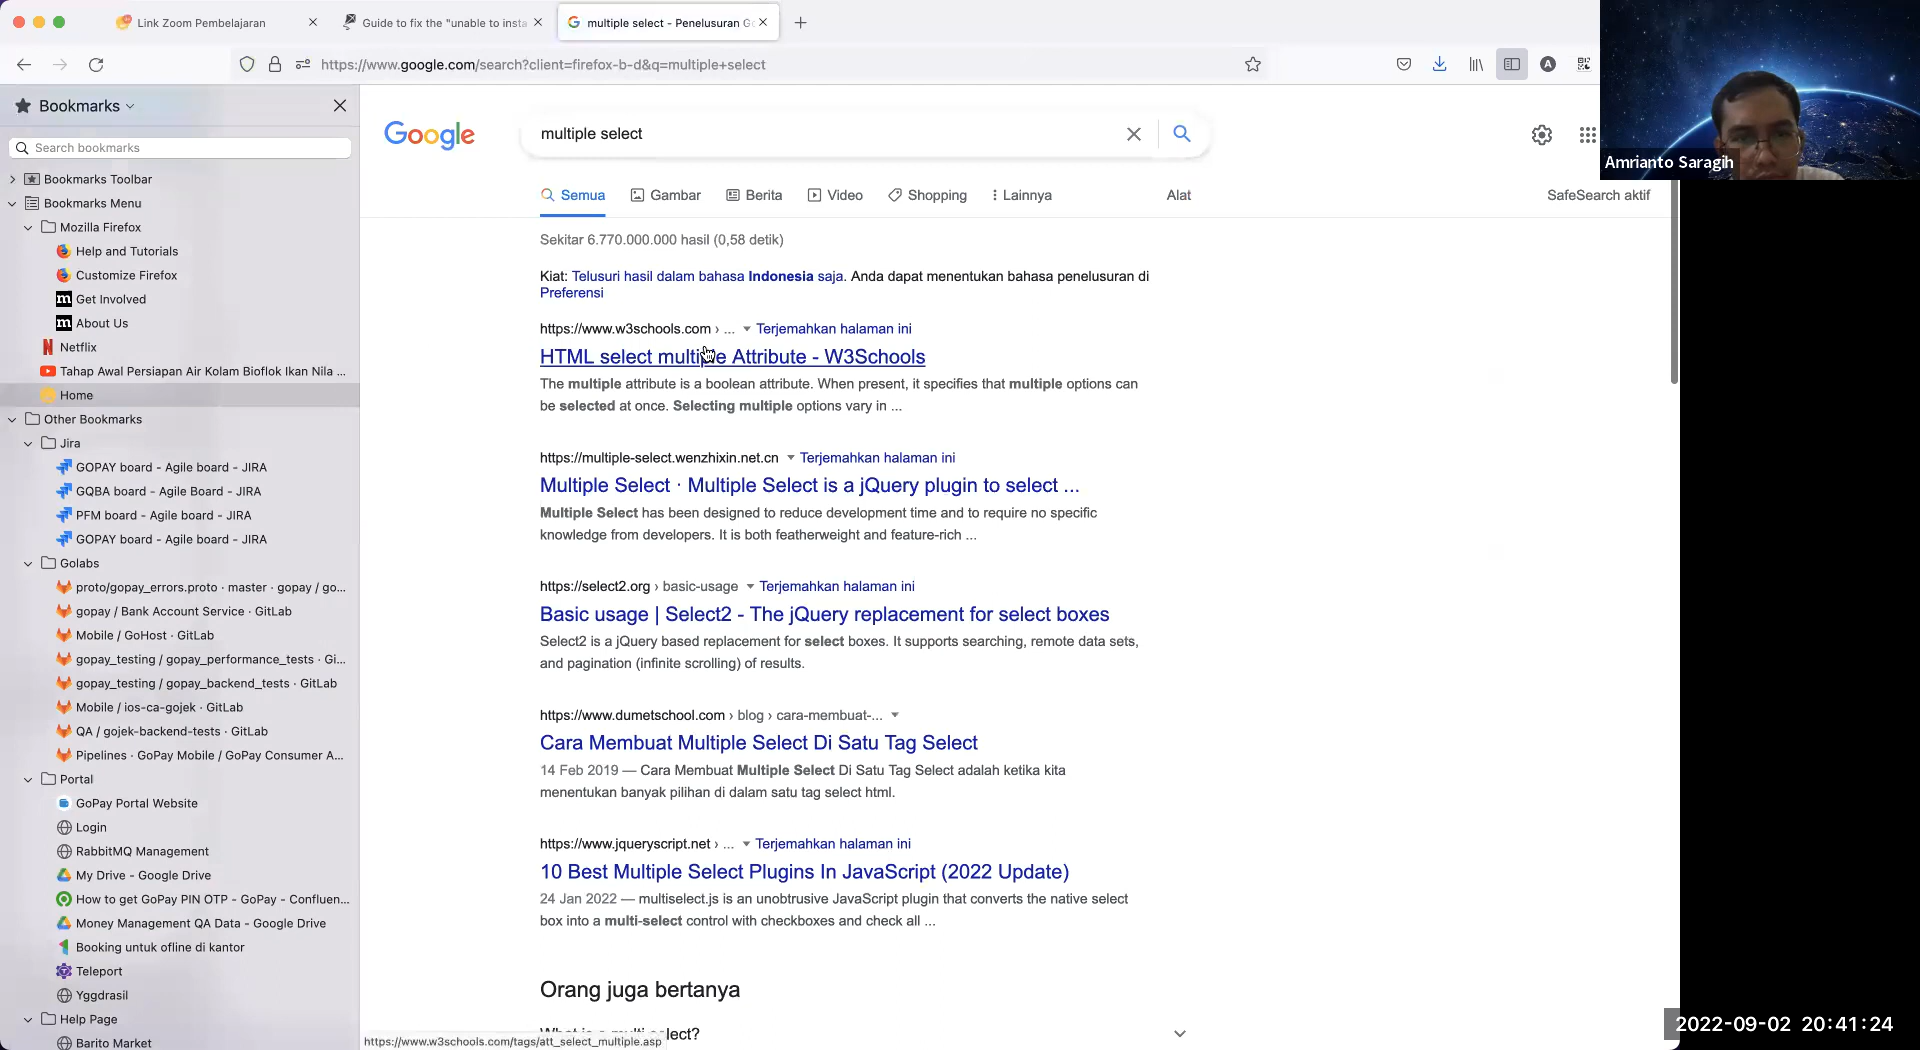 Link Zoom Pembelajaran
Guide to fix the "unable to insta
multiple select - Penelusuran Go
https://www.google.com/search?client=firefox-b-d&q=multiple+select
Bookmarks
Search bookmarks
Bookmarks Toolbar
Bookmarks Menu
Mozilla Firefox
Help and Tutorials
Customize Firefox
Get Involved
About Us
Netflix
Tahap Awal Persiapan Air Kolam Bioflok Ikan Nila ...
Home
Other Bookmarks
Jira
GOPAY board - Agile board - JIRA
GQBA board - Agile Board - JIRA
PFM board - Agile board - JIRA
GOPAY board - Agile board - JIRA
Golabs
proto/gopay_errors.proto · master · gopay / go...
gopay / Bank Account Service · GitLab
Mobile / GoHost · GitLab
gopay_testing / gopay_performance_tests · Gi...
gopay_testing / gopay_backend_tests · GitLab
Mobile / ios-ca-gojek · GitLab
QA / gojek-backend-tests · GitLab
Pipelines · GoPay Mobile / GoPay Consumer A...
Portal
GoPay Portal Website
Login
RabbitMQ Management
My Drive - Google Drive
How to get GoPay PIN OTP - GoPay - Confluen...
Money Management QA Data - Google Drive
Booking untuk ofline di kantor
Teleport
Yggdrasil
Help Page
Barito Market
Google
multiple select
Semua Gambar Berita Video Shopping Lainnya Alat SafeSearch aktif
Sekitar 6.770.000.000 hasil (0,58 detik)
Kiat: Telusuri hasil dalam bahasa Indonesia saja. Anda dapat menentukan bahasa penelusuran di
Preferensi
https://www.w3schools.com › ... Terjemahkan halaman ini
HTML select multiple Attribute - W3Schools
The multiple attribute is a boolean attribute. When present, it specifies that multiple options can
be selected at once. Selecting multiple options vary in ...
https://multiple-select.wenzhixin.net.cn Terjemahkan halaman ini
Multiple Select · Multiple Select is a jQuery plugin to select ...
Multiple Select has been designed to reduce development time and to require no specific
knowledge from developers. It is both featherweight and feature-rich ...
https://select2.org › basic-usage Terjemahkan halaman ini
Basic usage | Select2 - The jQuery replacement for select boxes
Select2 is a jQuery based replacement for select boxes. It supports searching, remote data sets,
and pagination (infinite scrolling) of results.
https://www.dumetschool.com › blog › cara-membuat-...
Cara Membuat Multiple Select Di Satu Tag Select
14 Feb 2019 — Cara Membuat Multiple Select Di Satu Tag Select adalah ketika kita
menentukan banyak pilihan di dalam satu tag select html.
https://www.jqueryscript.net › ... Terjemahkan halaman ini
10 Best Multiple Select Plugins In JavaScript (2022 Update)
24 Jan 2022 — multiselect.js is an unobtrusive JavaScript plugin that converts the native select
box into a multi-select control with checkboxes and check all ...
Orang juga bertanya
What is a multi select?
https://www.w3schools.com/tags/att_select_multiple.asp
Amrianto Saragih
2022-09-02 20:41:24